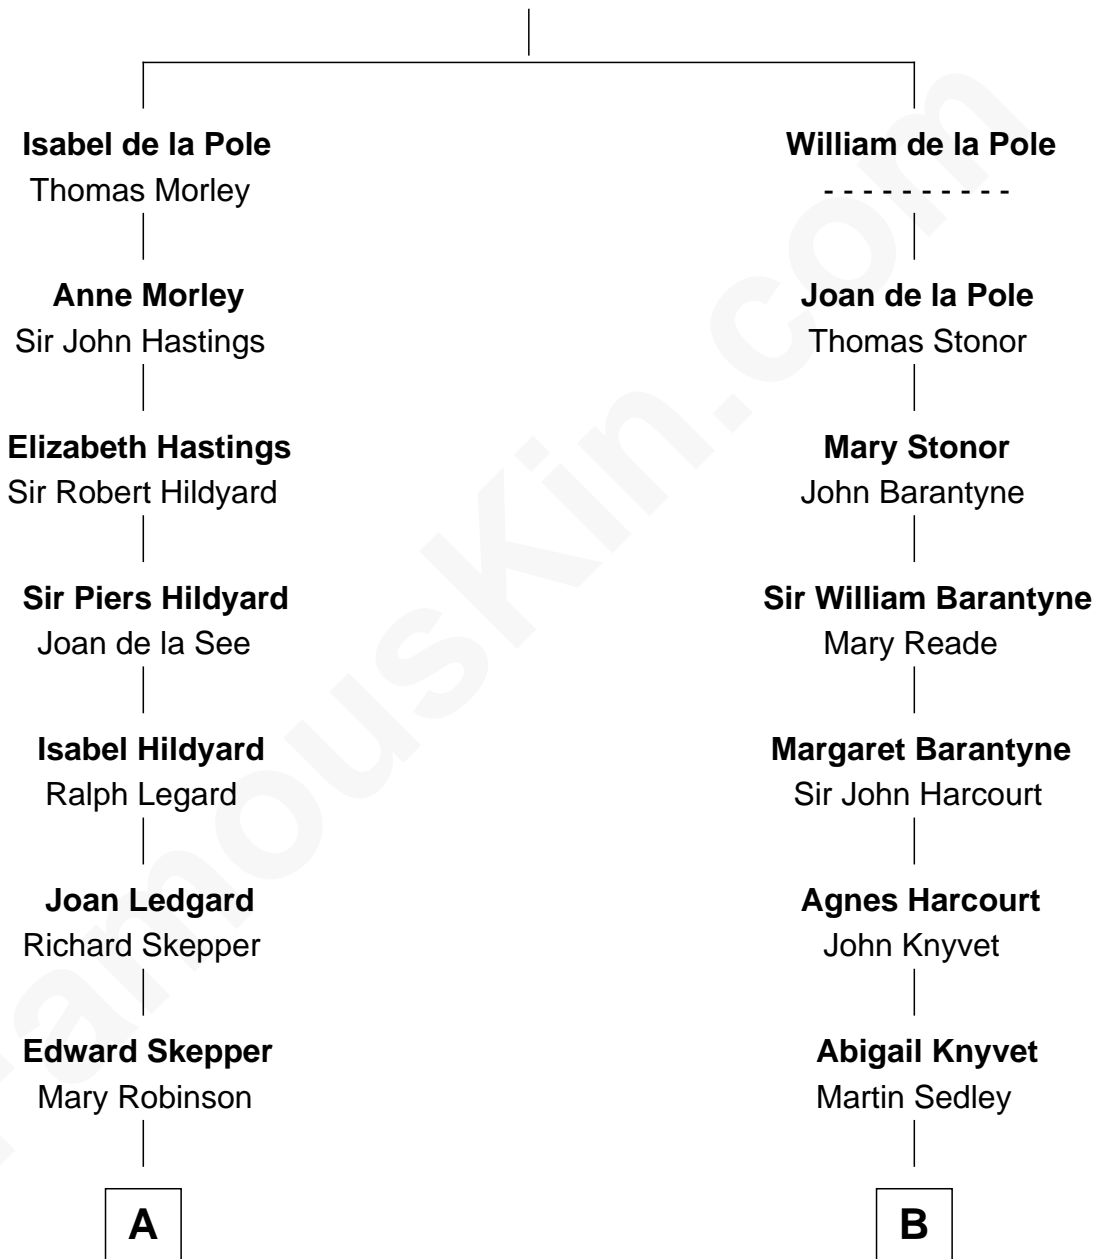 Isabel de la Pole
Thomas Morley
Anne Morley
Sir John Hastings
Elizabeth Hastings
Sir Robert Hildyard
Sir Piers Hildyard
Joan de la See
Isabel Hildyard
Ralph Legard
Joan Ledgard
Richard Skepper
Edward Skepper
Mary Robinson
A
William de la Pole
- - - - - - - - - -
Joan de la Pole
Thomas Stonor
Mary Stonor
John Barantyne
Sir William Barantyne
Mary Reade
Margaret Barantyne
Sir John Harcourt
Agnes Harcourt
John Knyvet
Abigail Knyvet
Martin Sedley
B
FamousKin.com